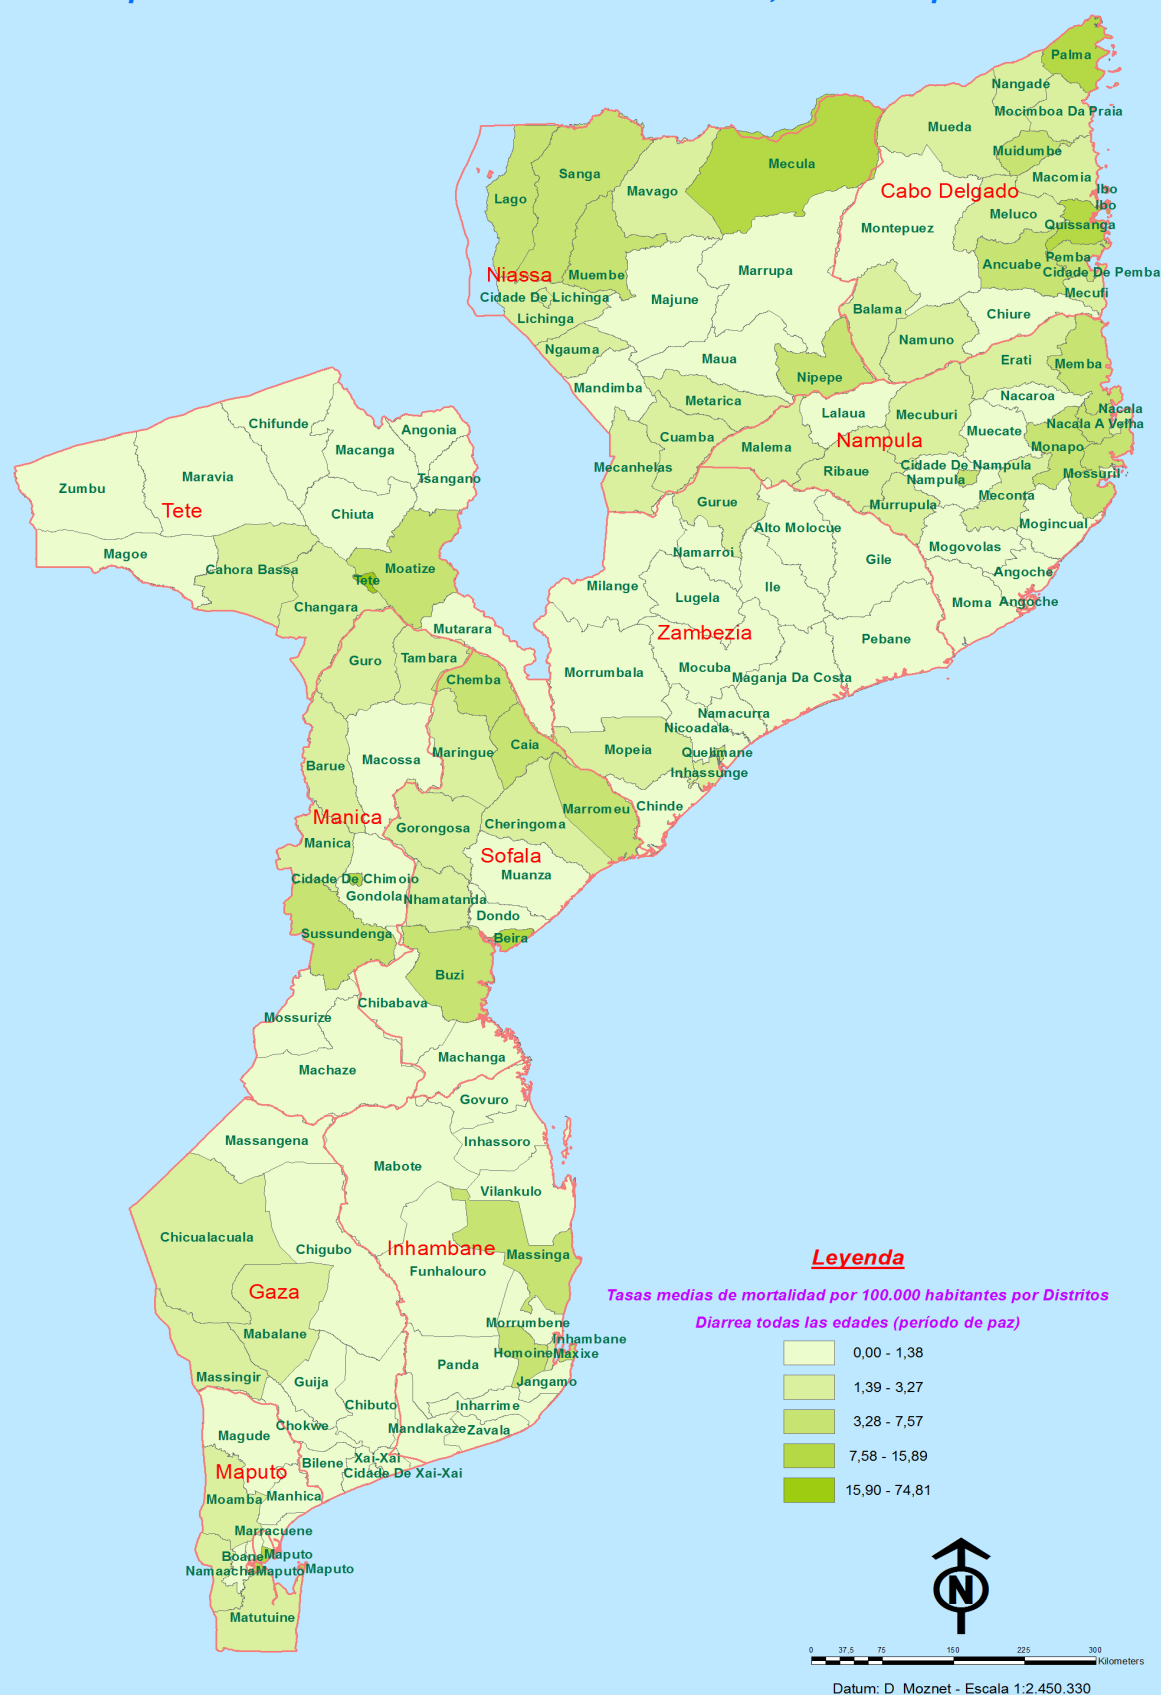 Palma
Nangade
Mocimboa Da Praia
Mueda
Muidumbe
Mecula
Sanga
Macomia
Mavago
Cabo Delgado
Ibo
Lago
Ibo
Meluco
Quissanga
Montepuez
Pemba
Ancuabe
Marrupa
Cidade De Pemba
Niassa
Muembe
Mecufi
Cidade De Lichinga
Majune
Balama
Chiure
Lichinga
Namuno
Ngauma
Maua
Erati
Memba
Nipepe
Mandimba
Nacaroa
Metarica
Nacala
Lalaua
Mecuburi
Chifunde
Nacala A Velha
Angonia
Muecate
Cuamba
Nampula
Malema
Monapo
Macanga
Cidade De Nampula
Mecanhelas
Ribaue
Mossuril
Maravia
Tsangano
Nampula
Zumbu
Meconta
Gurue
Murrupula
Tete
Chiuta
Mogincual
Alto Molocue
Mogovolas
Magoe
Namarroi
Gile
Cahora Bassa
Moatize
Angoche
Tete
Milange
Ile
Lugela
Moma
Angoche
Changara
Mutarara
Zambezia
Pebane
Guro
Tambara
Mocuba
Morrumbala
Chemba
Maganja Da Costa
Namacurra
Nicoadala
Caia
Mopeia
Maringue
Quelimane
Macossa
Barue
Inhassunge
Marromeu
Chinde
Manica
Cheringoma
Gorongosa
Manica
Sofala
Muanza
Cidade De Chimoio
Gondola
Nhamatanda
Dondo
Sussundenga
Beira
Buzi
Chibabava
Mossurize
Machanga
Machaze
Govuro
Massangena
Inhassoro
Mabote
Vilankulo
Chicualacuala
Chigubo
Inhambane
Massinga
Funhalouro
Gaza
Morrumbene
Mabalane
Inhambane
Homoine
Maxixe
Panda
Massingir
Guija
Jangamo
Chibuto
Inharrime
Chokwe
Mandlakaze
Zavala
Magude
Xai-Xai
Bilene
Maputo
Cidade De Xai-Xai
Moamba
Manhica
Marracuene
Boane
Maputo
Namaacha
Maputo
Maputo
Matutuine
Leyenda
Tasas medias de mortalidad por 100.000 habitantes por Distritos
Diarrea todas las edades (período de paz)
0,00 - 1,38
1,39 - 3,27
3,28 - 7,57
7,58 - 15,89
15,90 - 74,81
N
0 37,5 75 150 225 300
Kilometers
Datum: D Moznet - Escala 1:2.450.330